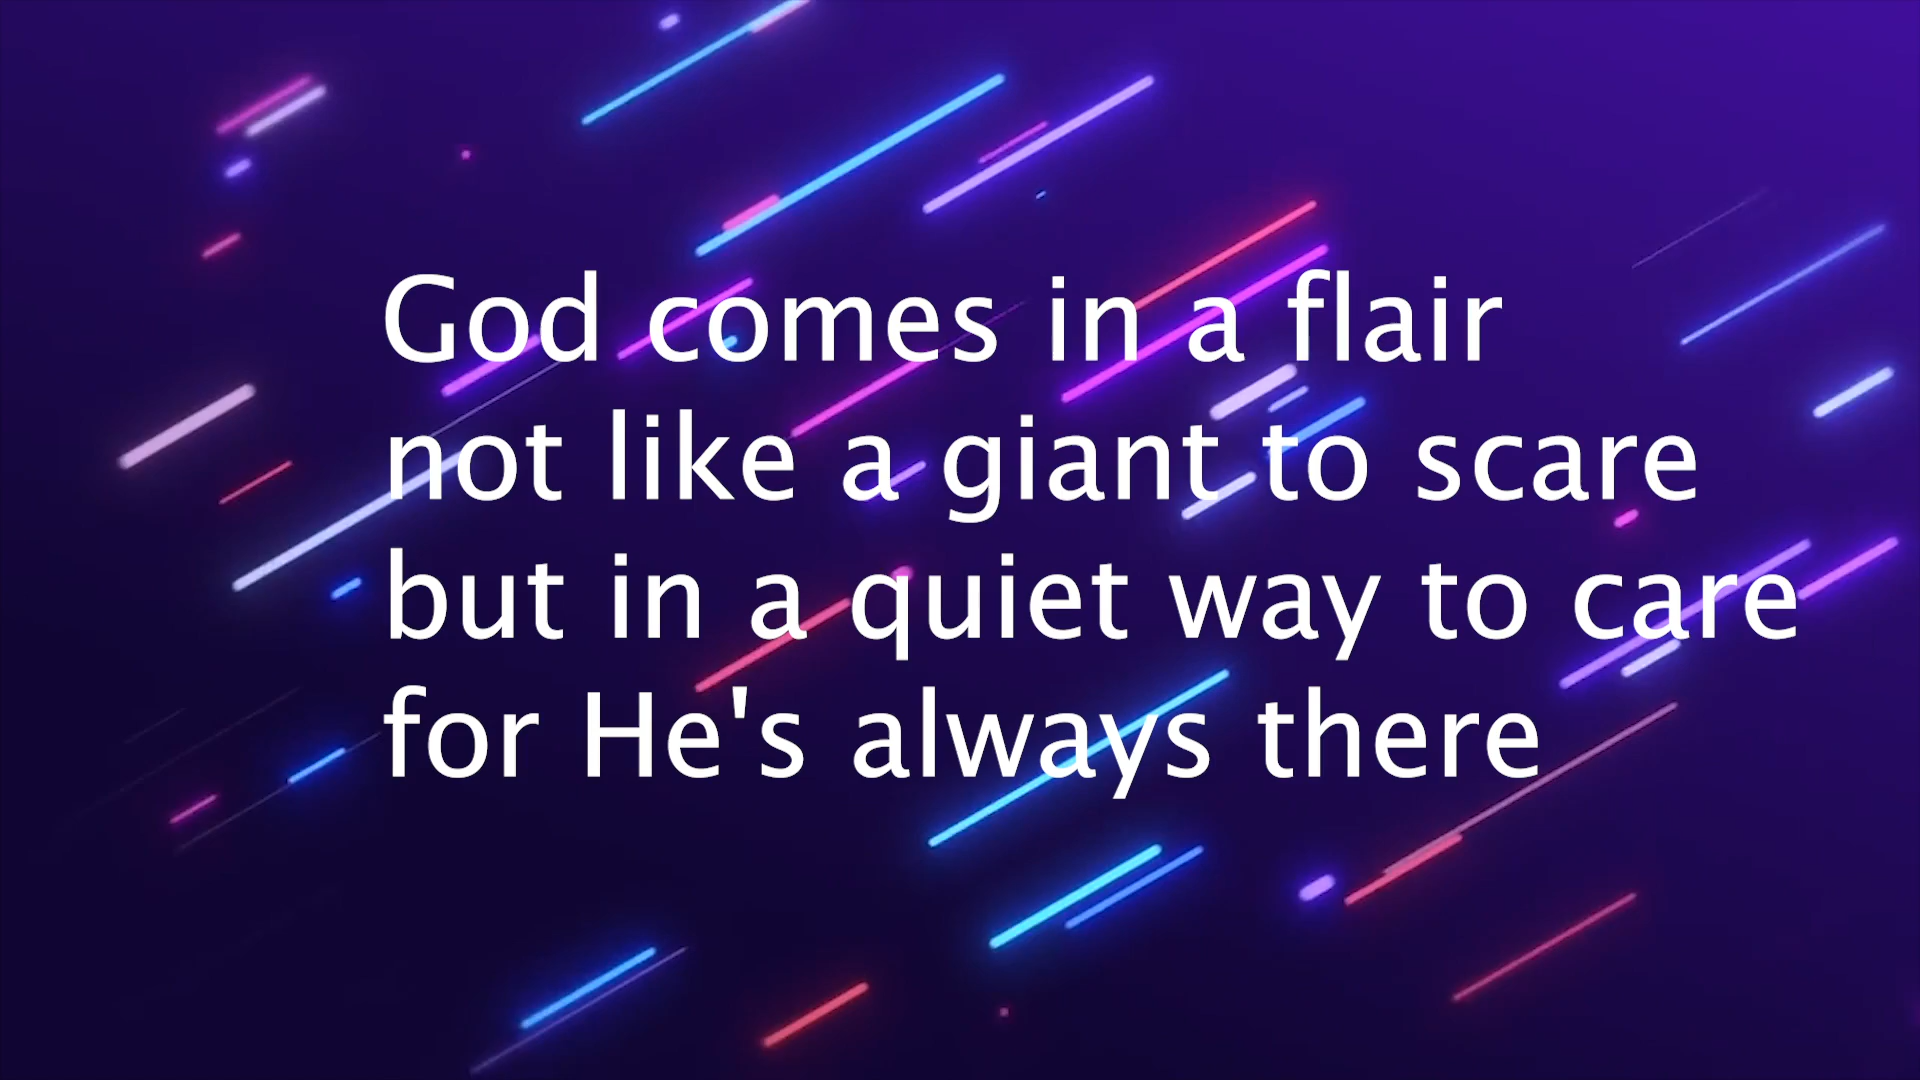 God comes in a flair
not like a giant to scare
but in a quiet way to care
for He's always there